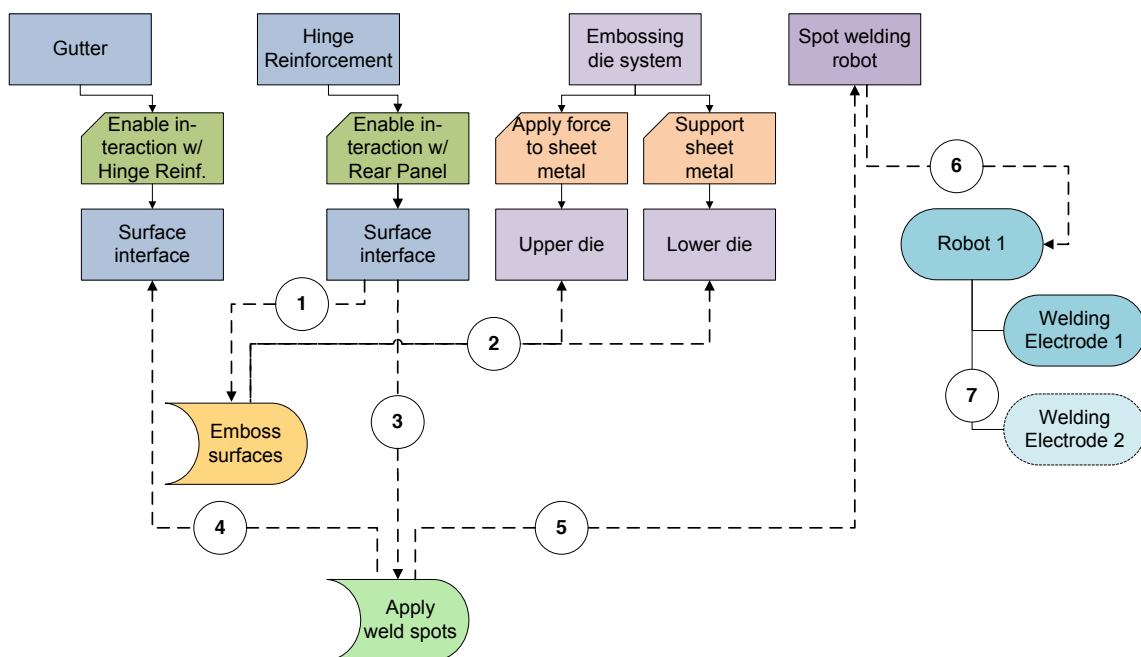 Gutter
Hinge
Reinforcement
Embossing
die system
Spot welding
robot
Enable in-
teraction w/
Hinge Reinf.
Enable in-
teraction w/
Rear Panel
Apply force
to sheet
metal
Support
sheet
metal
6
Surface
interface
Surface
interface
Upper die
Lower die
Robot 1
1
2
Welding
Electrode 1
3
7
Emboss
surfaces
Welding
Electrode 2
4
5
Apply
weld spots